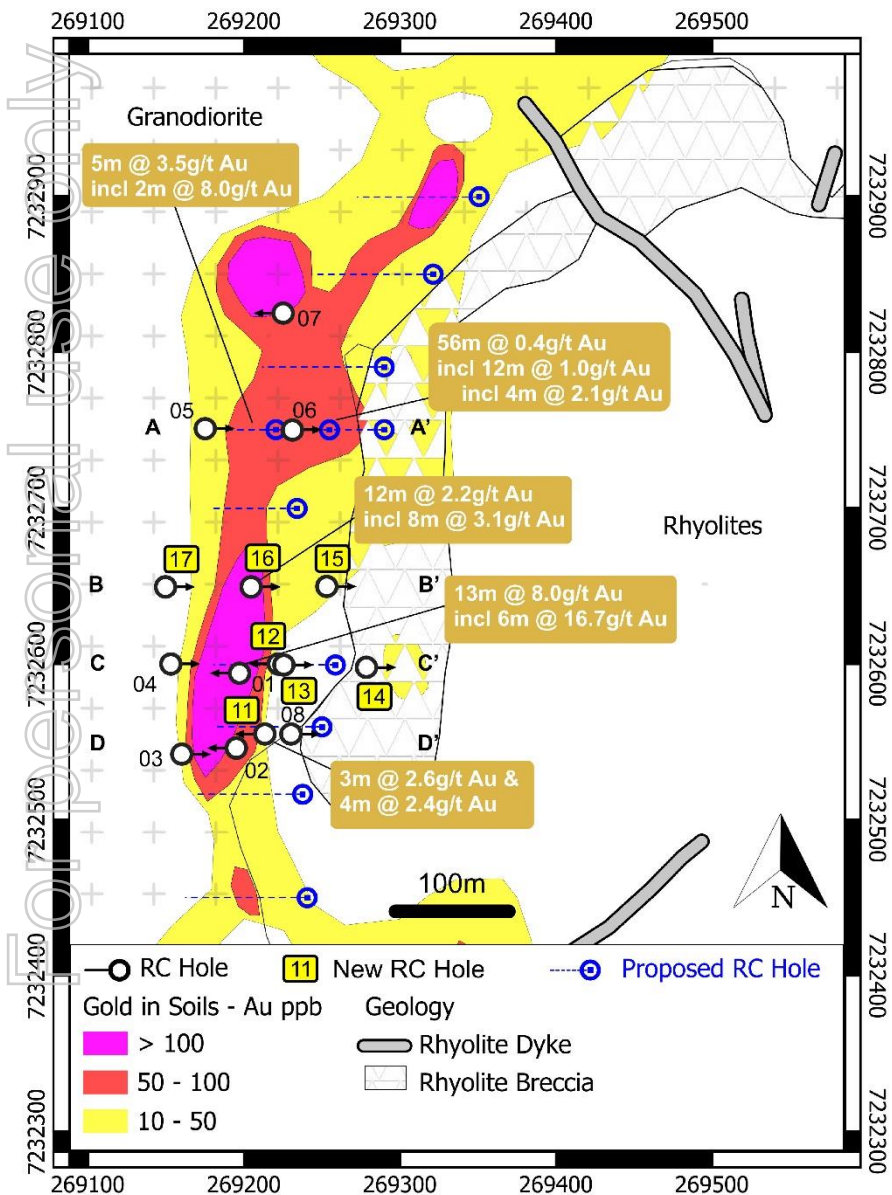 269100 269200 269300 269400 269500
For personal use only
Granodiorite
5m @ 3.5g/t Au
incl 2m @ 8.0g/t Au
7232900
7232900
07
7232800
7232800
56m @ 0.4g/t Au
incl 12m @ 1.0g/t Au
incl 4m @ 2.1g/t Au
A 05 06 A'
7232700
7232700
12m @ 2.2g/t Au
incl 8m @ 3.1g/t Au
Rhyolites
17 16 15
B B'
13m @ 8.0g/t Au
incl 6m @ 16.7g/t Au
7232600
7232600
12
C C'
04 01 13 14
11 08
D D'
03 02
3m @ 2.6g/t Au &
4m @ 2.4g/t Au
7232500
7232500
100m
N
7232400
7232400
RC Hole 11 New RC Hole Proposed RC Hole
Gold in Soils - Au ppb
> 100
50 - 100
10 - 50
Geology
Rhyolite Dyke
Rhyolite Breccia
7232300
7232300
269100 269200 269300 269400 269500